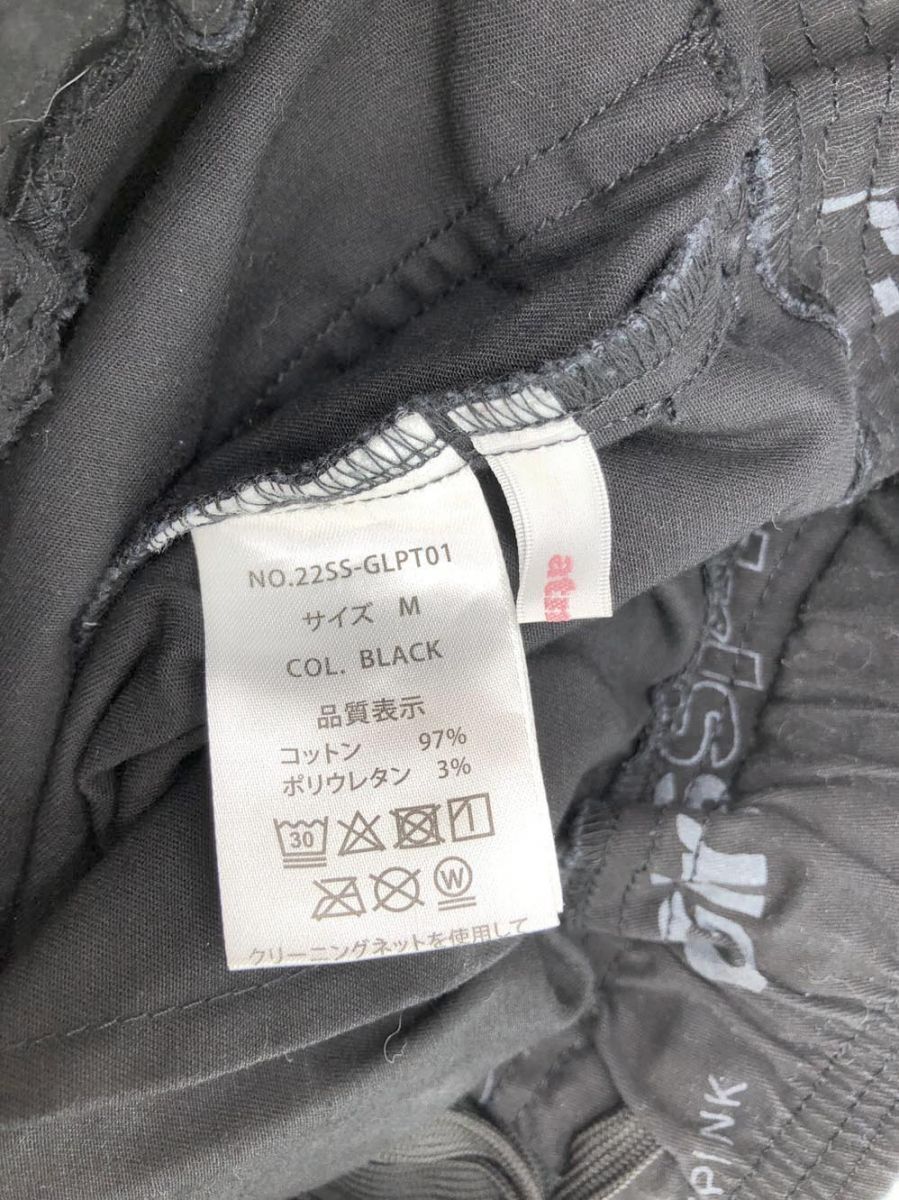 NO.22SS-GLPT01
サイズ M
COL. BLACK
品質表示
コットン 97%
ポリウレタン 3%
30
W
クリーニングネットを使用して
atm
PINK